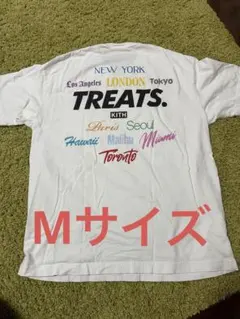 NEW YORK
Los Angeles LONDON Tokyo
TREATS.
KITH
Paris Seoul
Hawaii Malibu Miami
Toronto
Mサイズ